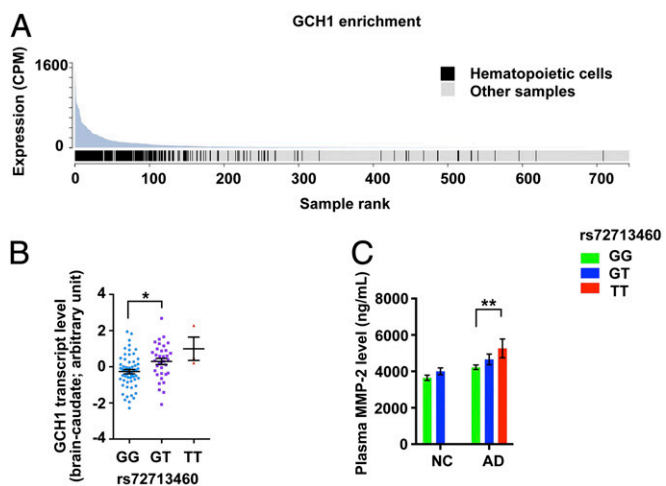 A
GCH1 enrichment
Expression (CPM)
1600
0
Hematopoietic cells
Other samples
0 100 200 300 400 500 600 700
Sample rank
B
GCH1 transcript level
(brain-caudate; arbitrary unit)
4
2
0
-2
-4
*
GG GT TT
rs72713460
C
rs72713460
GG
GT
TT
Plasma MMP-2 level (ng/mL)
8000
6000
4000
2000
0
**
NC AD